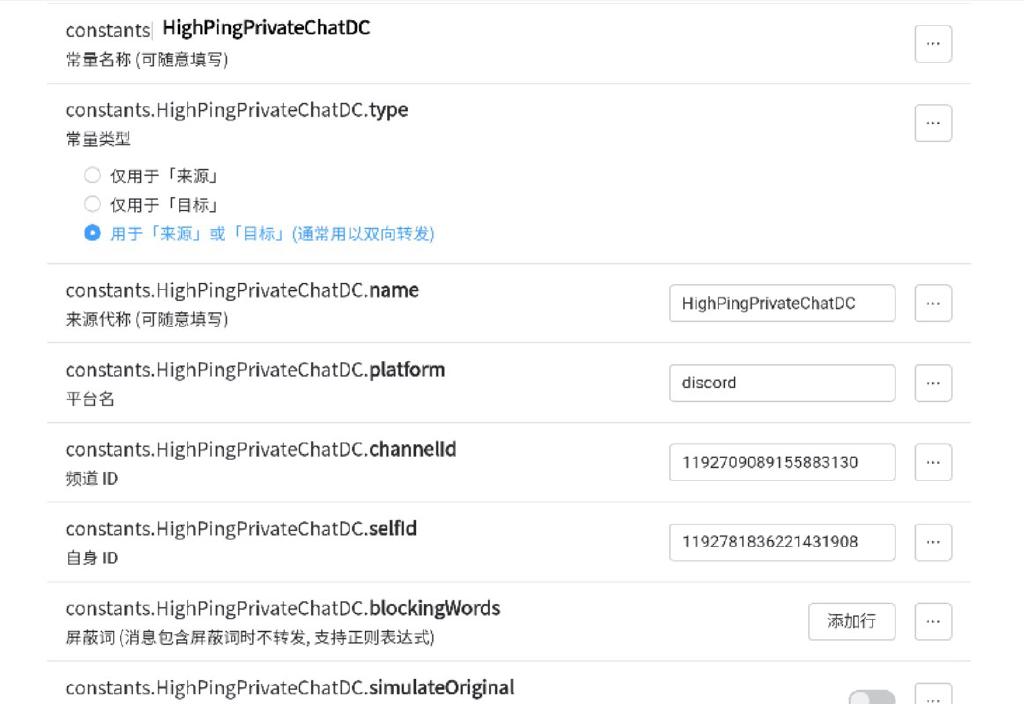 constants HighPingPrivateChatDC
常量名称 (可随意填写)
constants.HighPingPrivateChatDC.type
常量类型
仅用于「来源」
仅用于「目标」
用于「来源」或「目标」(通常用以双向转发)
constants.HighPingPrivateChatDC.name
HighPingPrivateChatDC
来源代称 (可随意填写)
constants.HighPingPrivateChatDC.platform
discord
平台名
constants.HighPingPrivateChatDC.channelId
1192709089155883130
频道 ID
constants.HighPingPrivateChatDC.selfId
1192781836221431908
自身 ID
constants.HighPingPrivateChatDC.blockingWords
添加行
屏蔽词 (消息包含屏蔽词时不转发, 支持正则表达式)
constants.HighPingPrivateChatDC.simulateOriginal